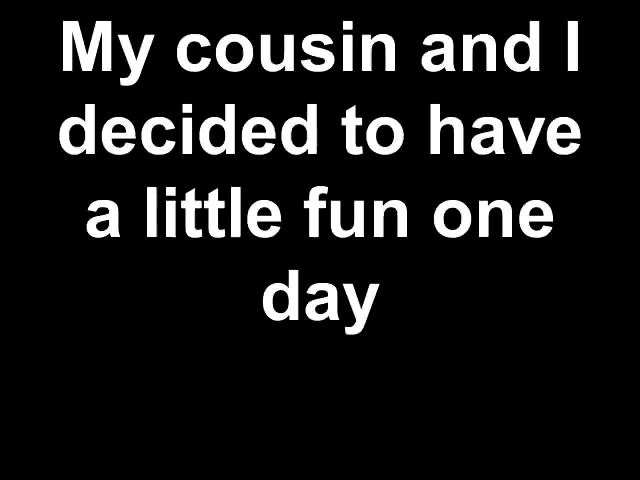 My cousin and I
decided to have
a little fun one
day